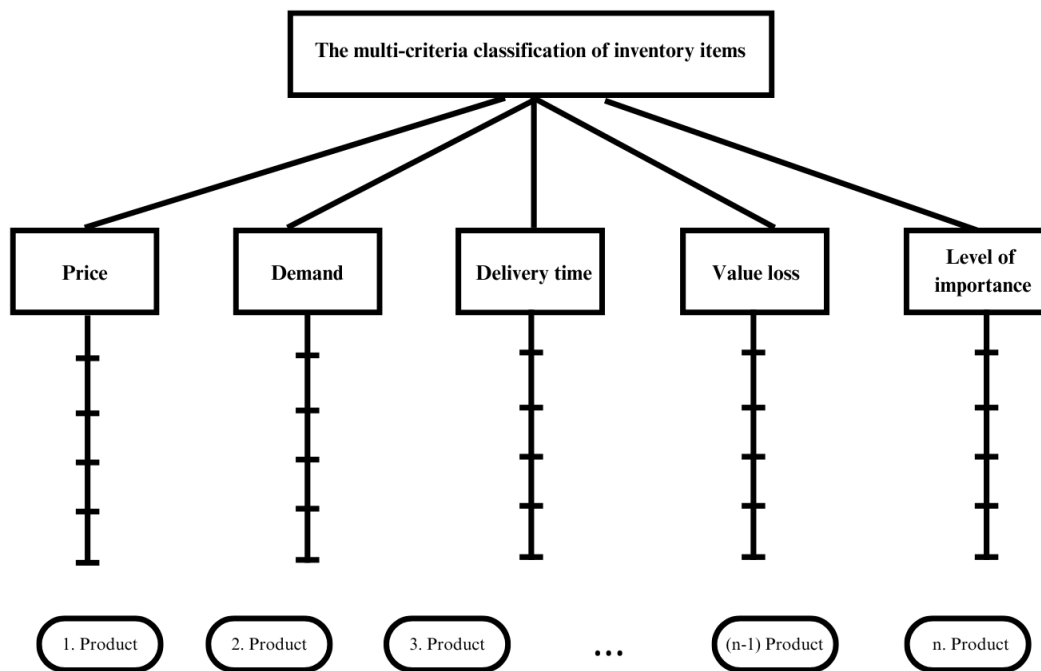 The multi-criteria classification of inventory items
Price
Demand
Delivery time
Value loss
Level of
importance
1. Product
2. Product
3. Product
...
(n-1) Product
n. Product